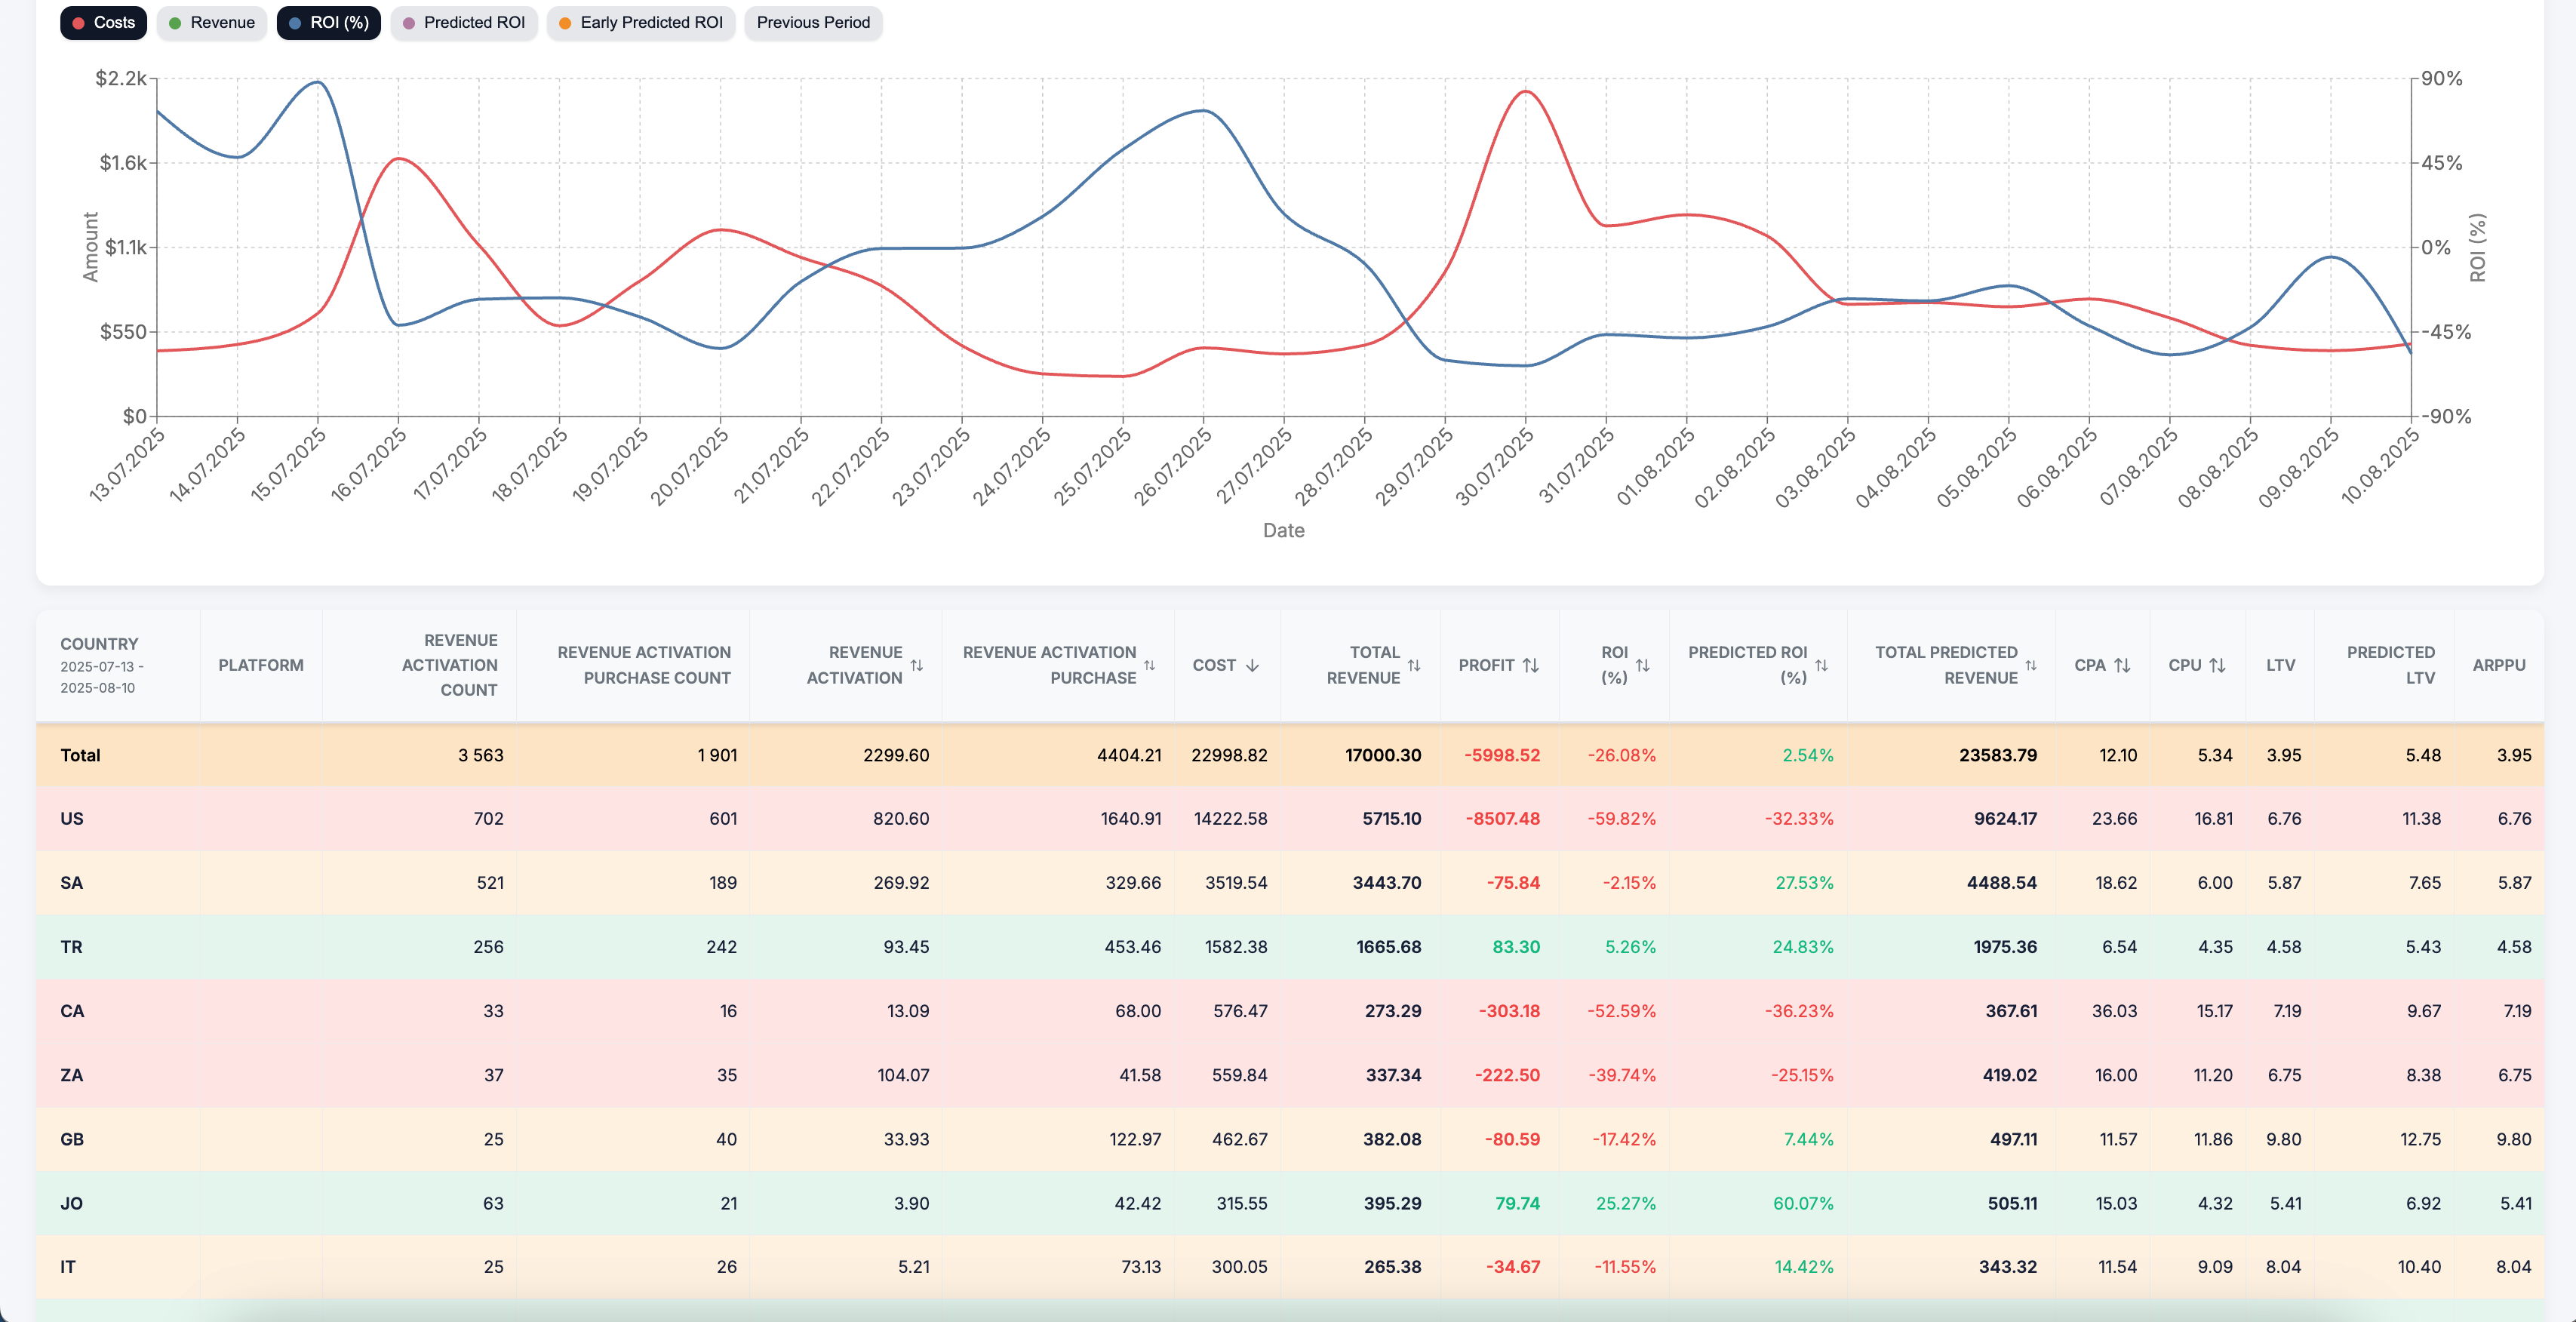 Costs Revenue ROI (%) Predicted ROI Early Predicted ROI Previous Period
$2.2k 90%
$1.6k 45%
$1.1k 0%
$550 -45%
$0 -90%
Amount
ROI (%)
13.07.2025 14.07.2025 15.07.2025 16.07.2025 17.07.2025 18.07.2025 19.07.2025 20.07.2025 21.07.2025 22.07.2025 23.07.2025 24.07.2025 25.07.2025 26.07.2025 27.07.2025 28.07.2025 29.07.2025 30.07.2025 31.07.2025 01.08.2025 02.08.2025 03.08.2025 04.08.2025 05.08.2025 06.08.2025 07.08.2025 08.08.2025 09.08.2025 10.08.2025
Date
COUNTRY 2025-07-13 - 2025-08-10 PLATFORM REVENUE ACTIVATION COUNT REVENUE ACTIVATION PURCHASE COUNT REVENUE ACTIVATION REVENUE ACTIVATION PURCHASE COST TOTAL REVENUE PROFIT ROI (%) PREDICTED ROI (%) TOTAL PREDICTED REVENUE CPA CPU LTV PREDICTED LTV ARPPU
Total 3 563 1 901 2299.60 4404.21 22998.82 17000.30 -5998.52 -26.08% 2.54% 23583.79 12.10 5.34 3.95 5.48 3.95
US 702 601 820.60 1640.91 14222.58 5715.10 -8507.48 -59.82% -32.33% 9624.17 23.66 16.81 6.76 11.38 6.76
SA 521 189 269.92 329.66 3519.54 3443.70 -75.84 -2.15% 27.53% 4488.54 18.62 6.00 5.87 7.65 5.87
TR 256 242 93.45 453.46 1582.38 1665.68 83.30 5.26% 24.83% 1975.36 6.54 4.35 4.58 5.43 4.58
CA 33 16 13.09 68.00 576.47 273.29 -303.18 -52.59% -36.23% 367.61 36.03 15.17 7.19 9.67 7.19
ZA 37 35 104.07 41.58 559.84 337.34 -222.50 -39.74% -25.15% 419.02 16.00 11.20 6.75 8.38 6.75
GB 25 40 33.93 122.97 462.67 382.08 -80.59 -17.42% 7.44% 497.11 11.57 11.86 9.80 12.75 9.80
JO 63 21 3.90 42.42 315.55 395.29 79.74 25.27% 60.07% 505.11 15.03 4.32 5.41 6.92 5.41
IT 25 26 5.21 73.13 300.05 265.38 -34.67 -11.55% 14.42% 343.32 11.54 9.09 8.04 10.40 8.04